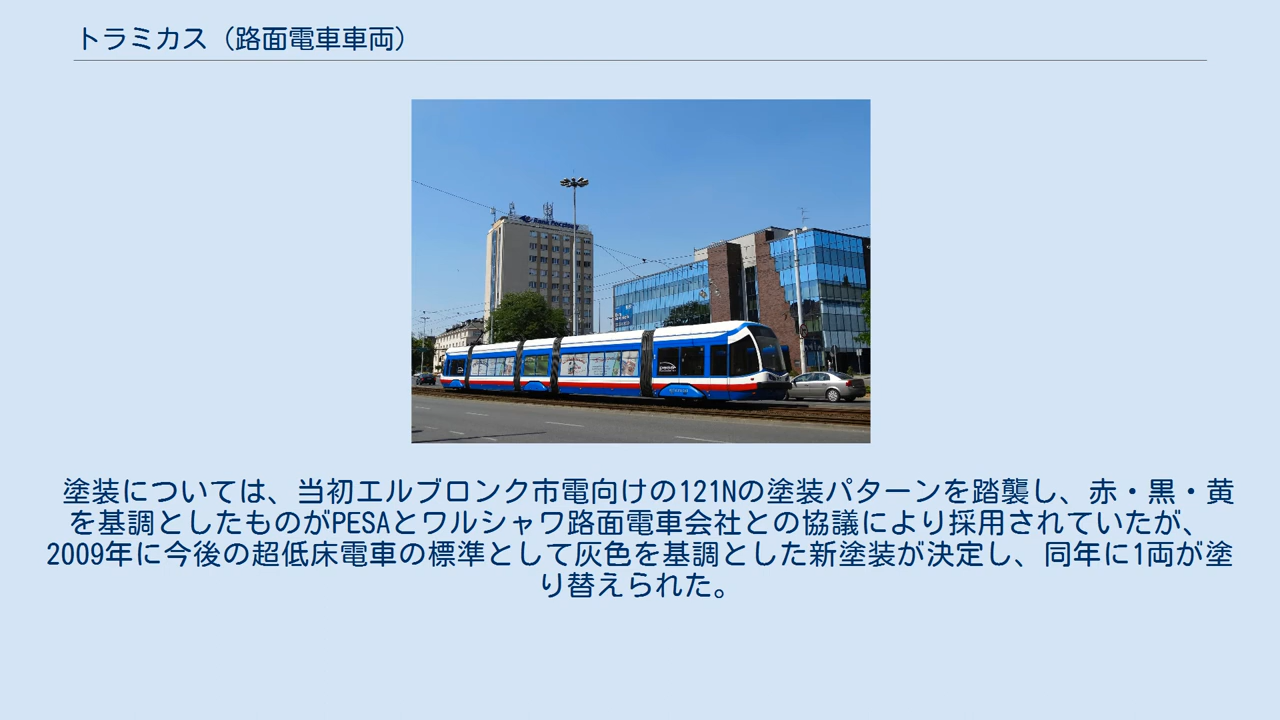 トラミカス（路面電車車両）
Bank Pocztowy
塗装については、当初エルブロンク市電向けの121Nの塗装パターンを踏襲し、赤・黒・黄
を基調としたものがPESAとワルシャワ路面電車会社との協議により採用されていたが、
2009年に今後の超低床電車の標準として灰色を基調とした新塗装が決定し、同年に1両が塗
り替えられた。